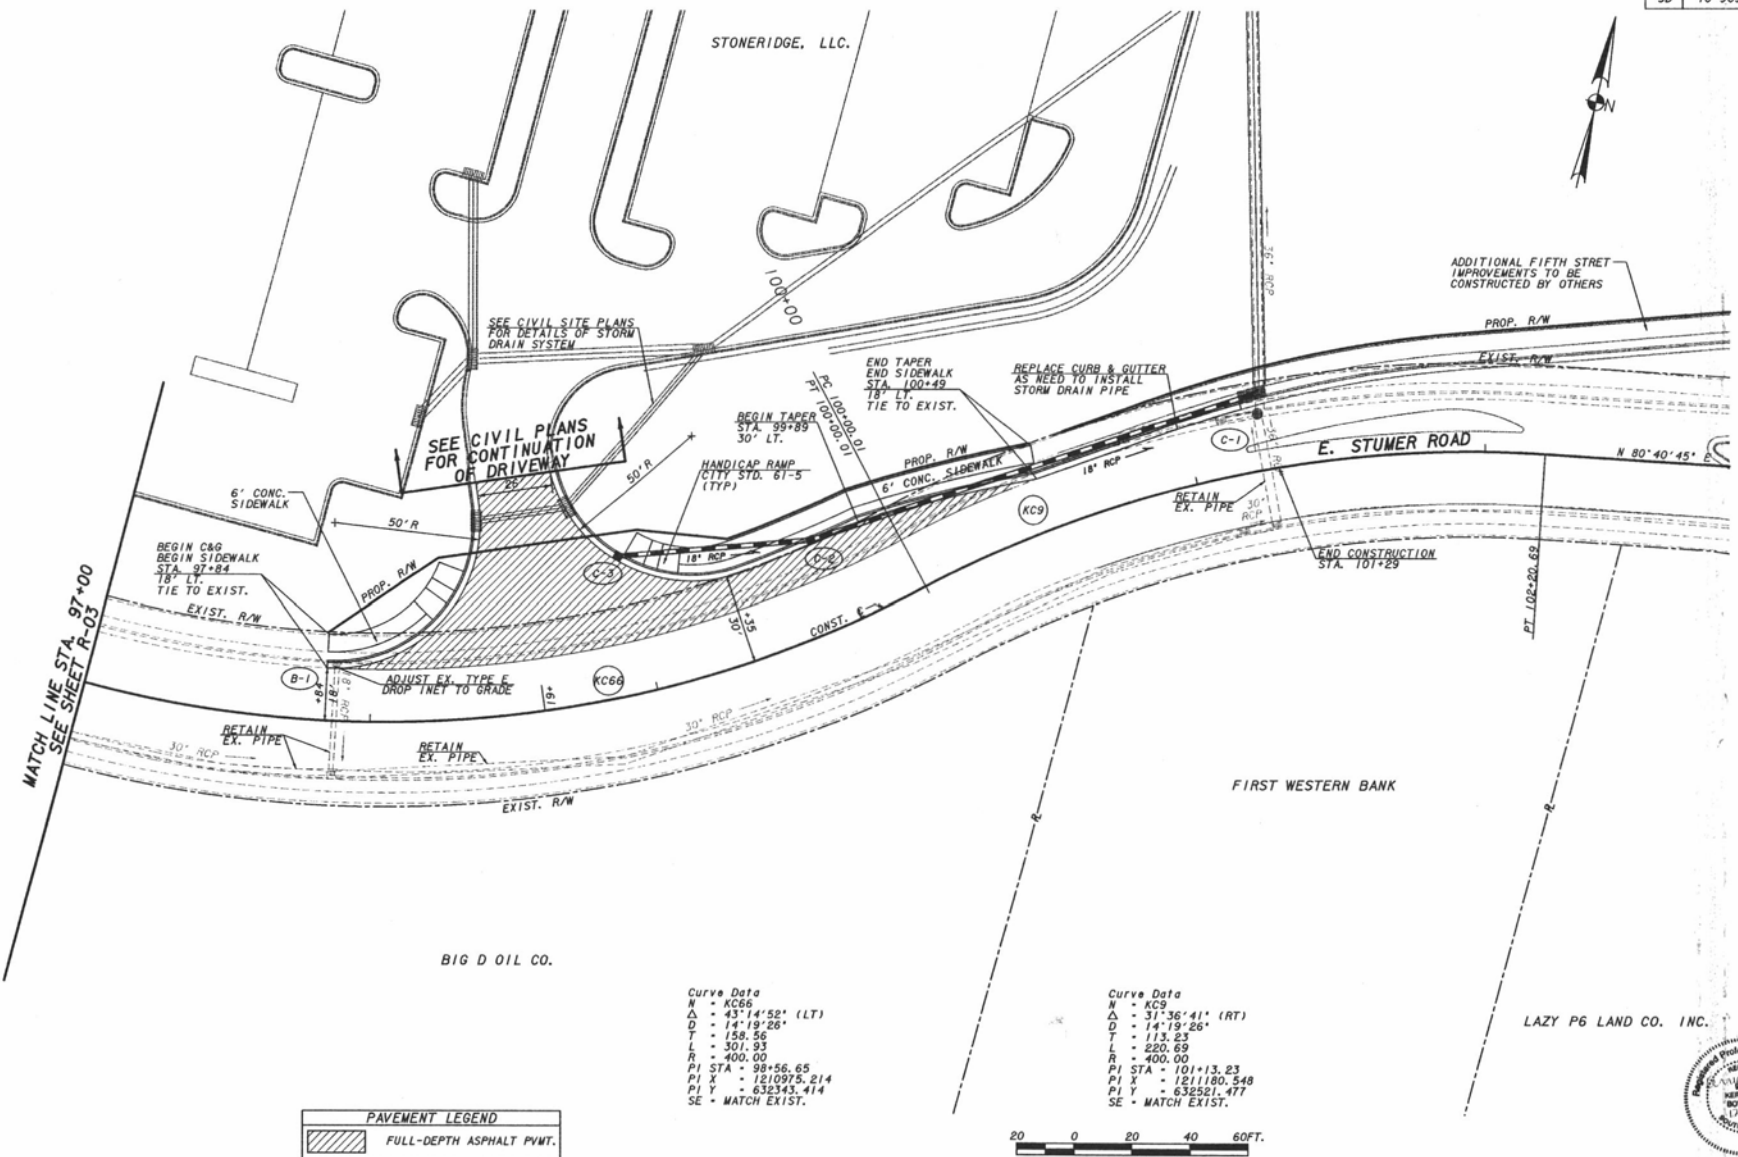 STONERIDGE, LLC.
N
ADDITIONAL FIFTH STRET
IMPROVEMENTS TO BE
CONSTRUCTED BY OTHERS
36" RCP
100+00
SEE CIVIL SITE PLANS
FOR DETAILS OF STORM
DRAIN SYSTEM
PROP. R/W
EXIST. R/W
END TAPER
END SIDEWALK
STA. 100+49
18' LT.
TIE TO EXIST.
REPLACE CURB & GUTTER
AS NEED TO INSTALL
STORM DRAIN PIPE
PC 100+00.01
PT 100+00.01
BEGIN TAPER
STA. 99+89
30' LT.
SEE CIVIL PLANS
FOR CONTINUATION
OF DRIVEWAY
26'
50'R
HANDICAP RAMP
CITY STD. 61-5
(TYP)
PROP. R/W
6' CONC. SIDEWALK
18" RCP
C-1
E. STUMER ROAD
N 80°40'45" E
6' CONC.
SIDEWALK
50'R
RETAIN
EX. PIPE
30"
RCP
KC9
BEGIN C&G
BEGIN SIDEWALK
STA. 97+84
18' LT.
TIE TO EXIST.
PROP. R/W
EXIST. R/W
C-3
18" RCP
C-2
END CONSTRUCTION
STA. 101+29
PT 102+20.69
MATCH LINE STA. 97+00
SEE SHEET R-03
+35
30'
CONST. ℄
B-1
ADJUST EX. TYPE E
DROP INET TO GRADE
KC66
+84
18'
18" RCP
+61
30" RCP
RETAIN
EX. PIPE
30" RCP
RETAIN
EX. PIPE
EXIST. R/W
FIRST WESTERN BANK
BIG D OIL CO.
LAZY P6 LAND CO. INC.
Curve Data
N = KC66
Δ = 43°14'52" (LT)
D = 14°19'26"
T = 158.56
L = 301.93
R = 400.00
PI STA = 98+56.65
PI X = 1210975.214
PI Y = 632343.414
SE = MATCH EXIST.
Curve Data
N = KC9
Δ = 31°36'41" (RT)
D = 14°19'26"
T = 113.23
L = 220.69
R = 400.00
PI STA = 101+13.23
PI X = 1211180.548
PI Y = 632521.477
SE = MATCH EXIST.
PAVEMENT LEGEND
FULL-DEPTH ASPHALT PVMT.
20 0 20 40 60FT.